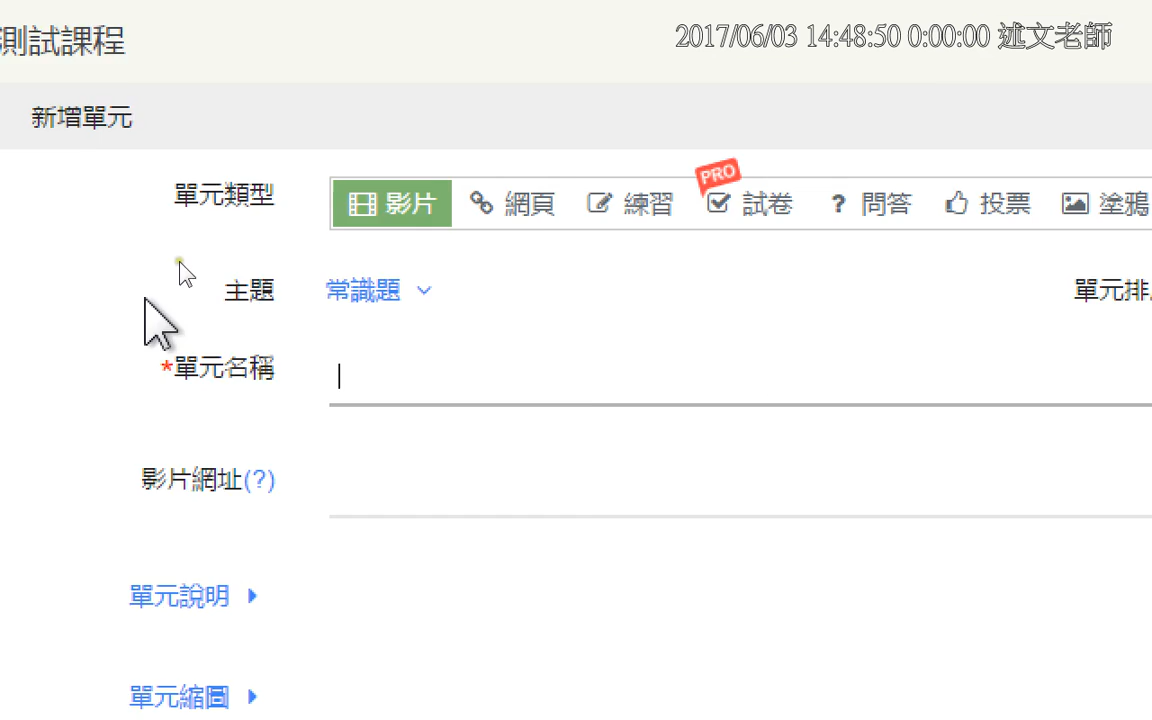 測試課程
2017/06/03 14:48:50 0:00:00 述文老師
新增單元
單元類型 影片 網頁 練習 PRO 試卷 ? 問答 投票 塗鴉
主題 常識題 單元排
*單元名稱
影片網址(?)
單元說明
單元縮圖